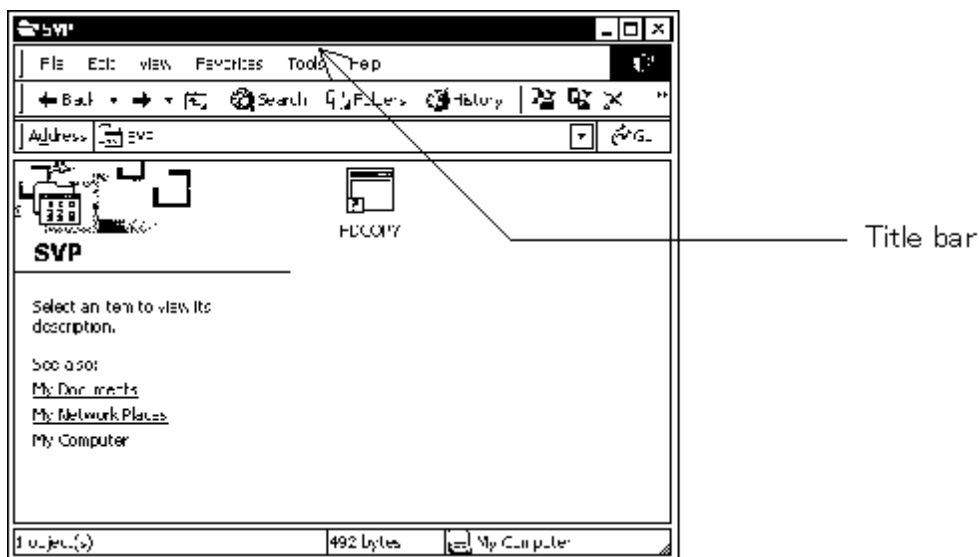 SVP
File Edit View Favorites Tools Help
Back Search Folders History
Address SVP Go
FDCOPY
SVP
Title bar
Select an item to view its
description.
See also:
My Documents
My Network Places
My Computer
1 object(s) 492 bytes My Computer